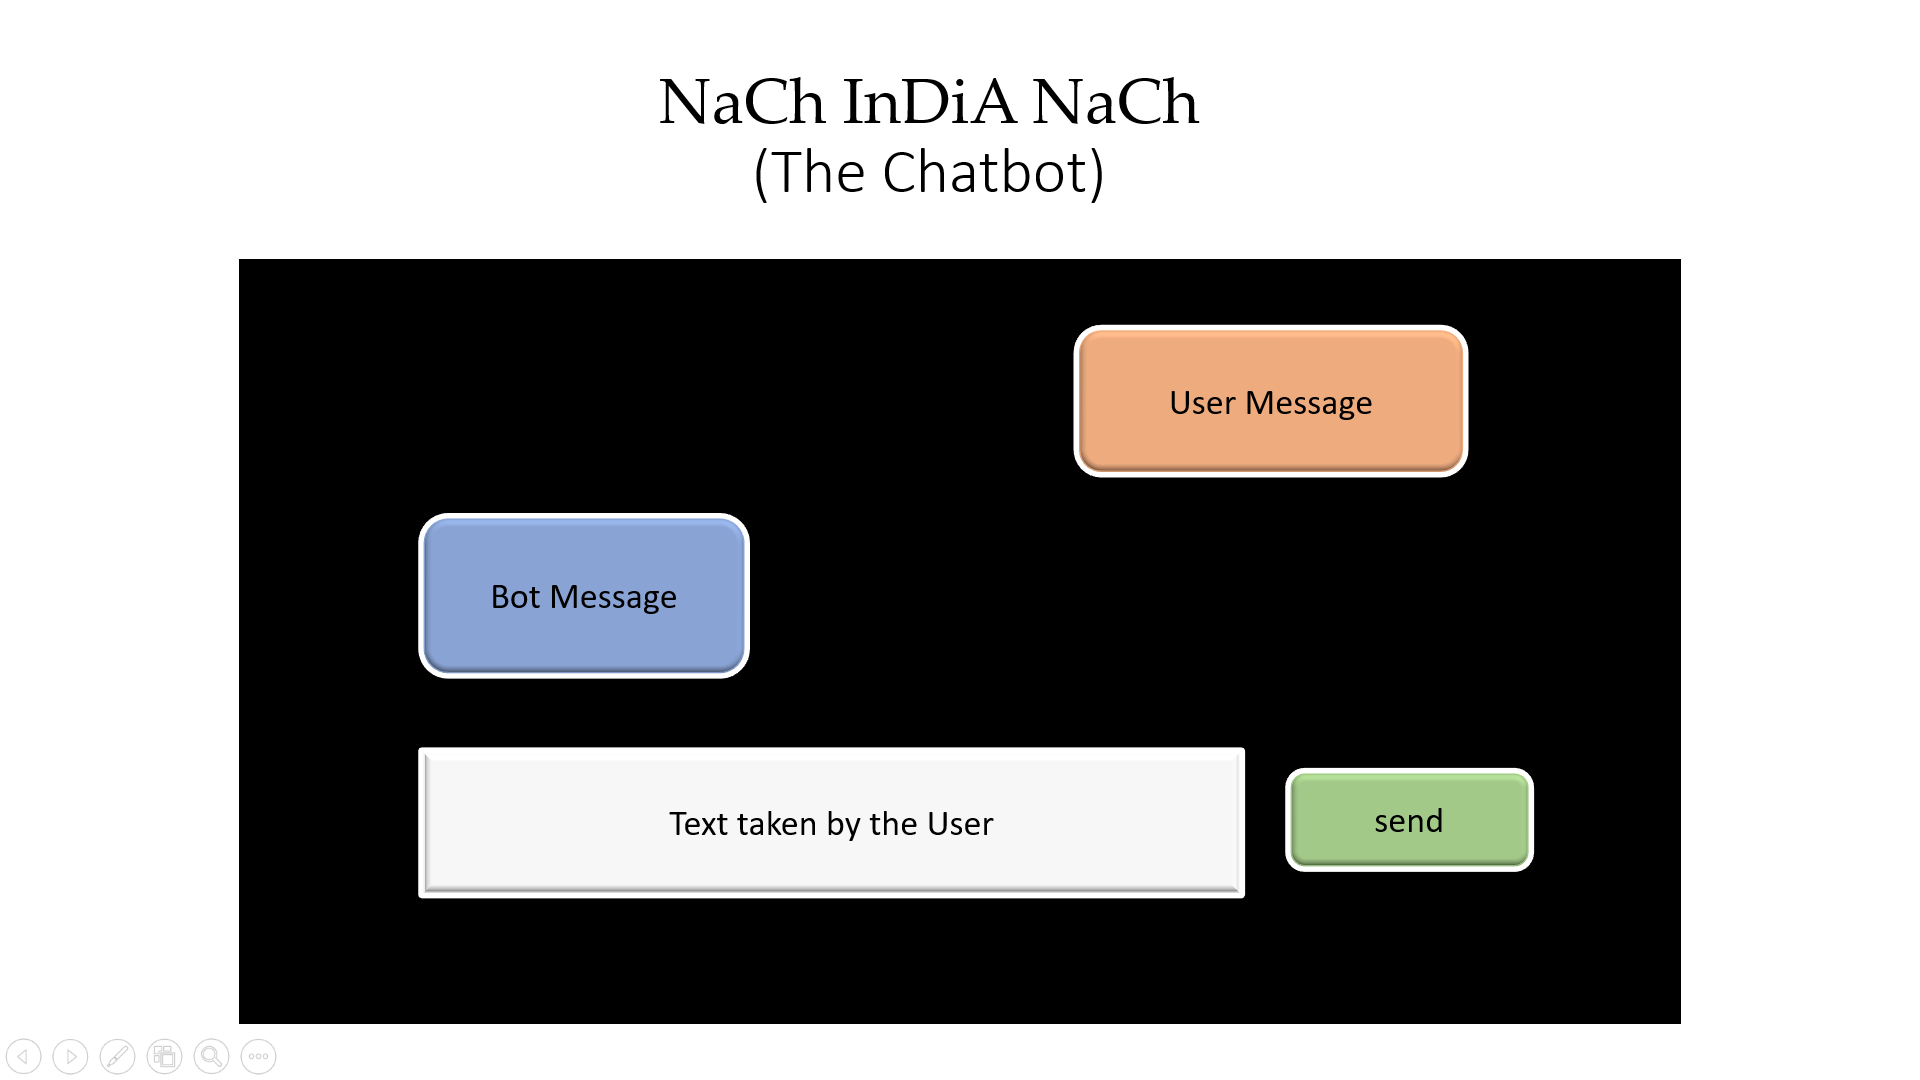 NaCh InDiA NaCh
(The Chatbot)
User Message
Bot Message
Text taken by the User
send